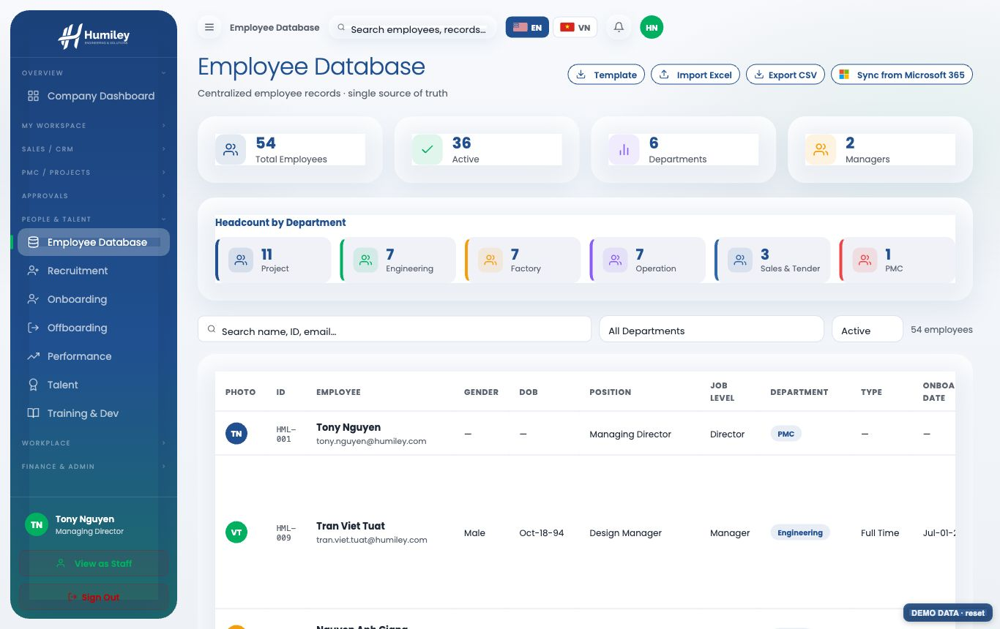 Humiley
ENGINEERING & SOLUTIONS
OVERVIEW
Company Dashboard
MY WORKSPACE
SALES / CRM
PMC / PROJECTS
APPROVALS
PEOPLE & TALENT
Employee Database
Recruitment
Onboarding
Offboarding
Performance
Talent
Training & Dev
WORKPLACE
FINANCE & ADMIN
TN
Tony Nguyen
Managing Director
View as Staff
Sign Out
Employee Database
Search employees, records...
EN
VN
HN
Employee Database
Centralized employee records · single source of truth
Template
Import Excel
Export CSV
Sync from Microsoft 365
54
Total Employees
36
Active
6
Departments
2
Managers
Headcount by Department
11
Project
7
Engineering
7
Factory
7
Operation
3
Sales & Tender
1
PMC
Search name, ID, email...
All Departments
Active
54 employees
PHOTO ID EMPLOYEE GENDER DOB POSITION JOB LEVEL DEPARTMENT TYPE ONBOA DATE
TN HML-001 Tony Nguyen — — Managing Director Director PMC — —
tony.nguyen@humiley.com
VT HML-009 Tran Viet Tuat Male Oct-18-94 Design Manager Manager Engineering Full Time Jul-01-2
tran.viet.tuat@humiley.com
Nguyen Anh Giang
DEMO DATA · reset